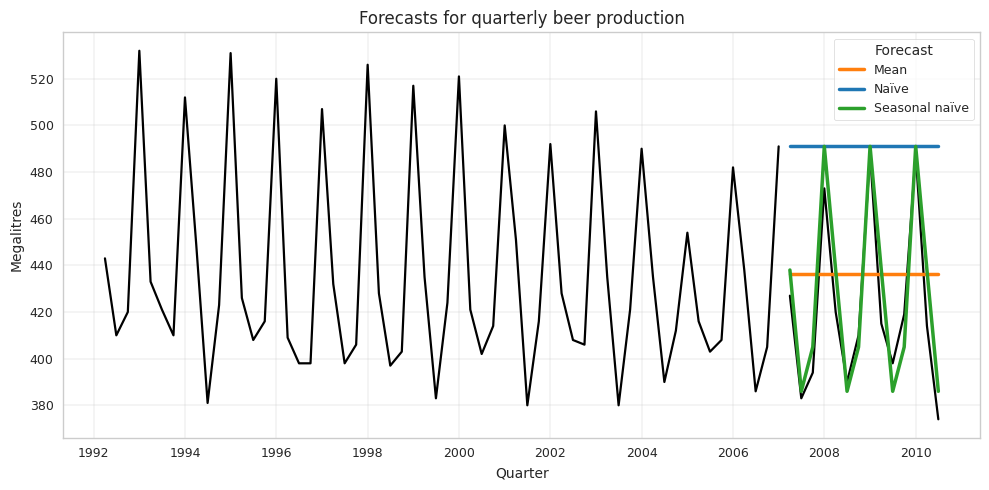 Forecasts for quarterly beer production
Forecast
Mean
Naïve
Seasonal naïve
Megalitres
520
500
480
460
440
420
400
380
1992 1994 1996 1998 2000 2002 2004 2006 2008 2010
Quarter